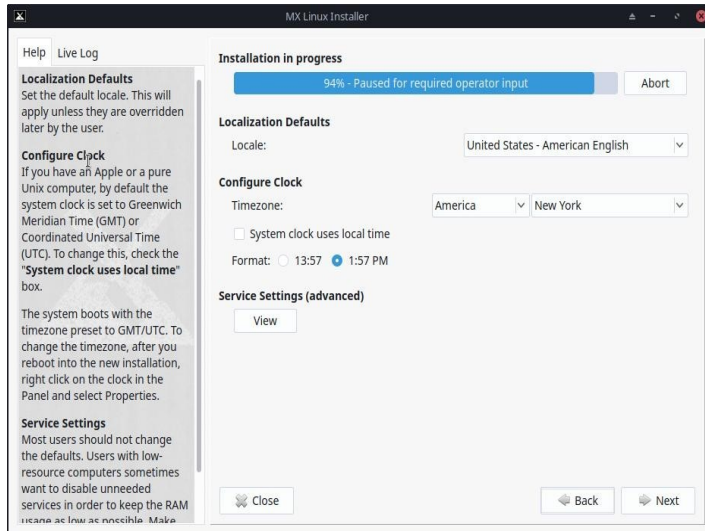 MX Linux Installer
Help
Live Log
Localization Defaults
Set the default locale. This will
apply unless they are overridden
later by the user.
Configure Clock
If you have an Apple or a pure
Unix computer, by default the
system clock is set to Greenwich
Meridian Time (GMT) or
Coordinated Universal Time
(UTC). To change this, check the
"System clock uses local time"
box.
The system boots with the
timezone preset to GMT/UTC. To
change the timezone, after you
reboot into the new installation,
right click on the clock in the
Panel and select Properties.
Service Settings
Most users should not change
the defaults. Users with low-
resource computers sometimes
want to disable unneeded
services in order to keep the RAM
usage as low as possible. Make
Installation in progress
94% - Paused for required operator input
Abort
Localization Defaults
Locale: United States - American English
Configure Clock
Timezone: America New York
System clock uses local time
Format: 13:57 1:57 PM
Service Settings (advanced)
View
Close
Back
Next